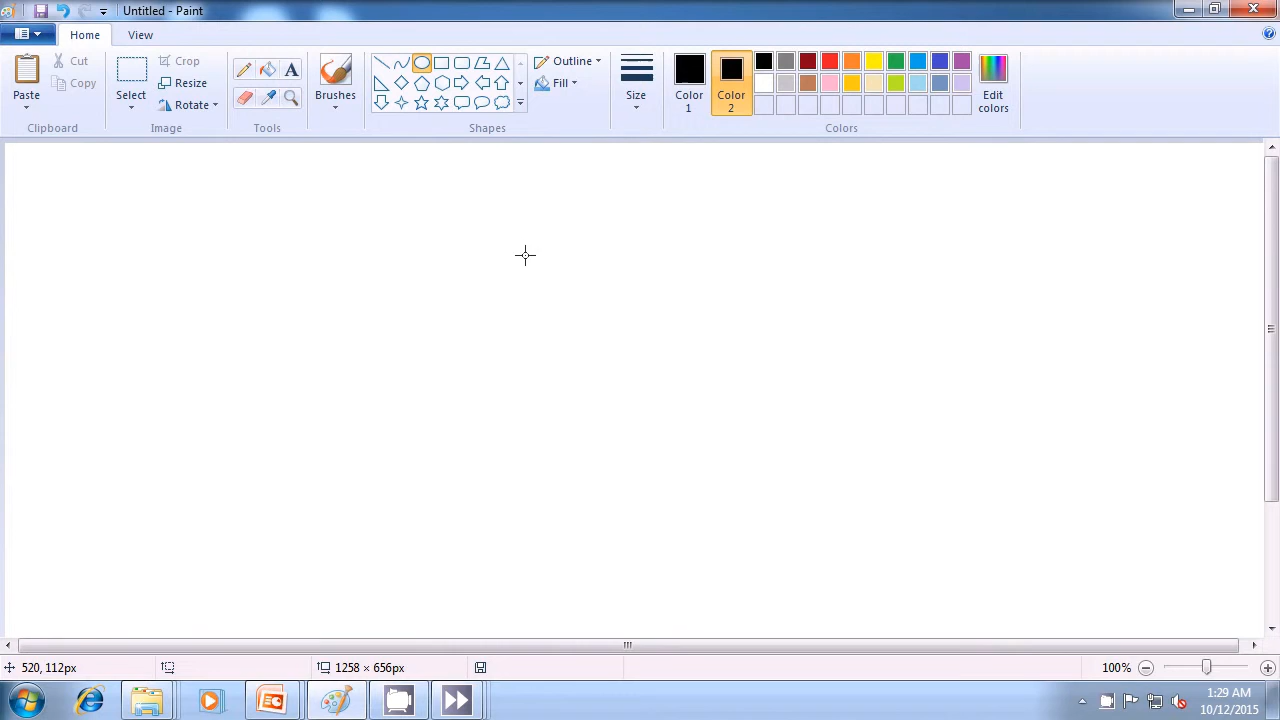 Untitled - Paint
Home View
Paste
Cut
Copy
Clipboard
Select
Crop
Resize
Rotate
Image
A
Tools
Brushes
Shapes
Outline
Fill
Size
Color 1
Color 2
Edit colors
Colors
520, 112px
1258 × 656px
100%
1:29 AM
10/12/2015